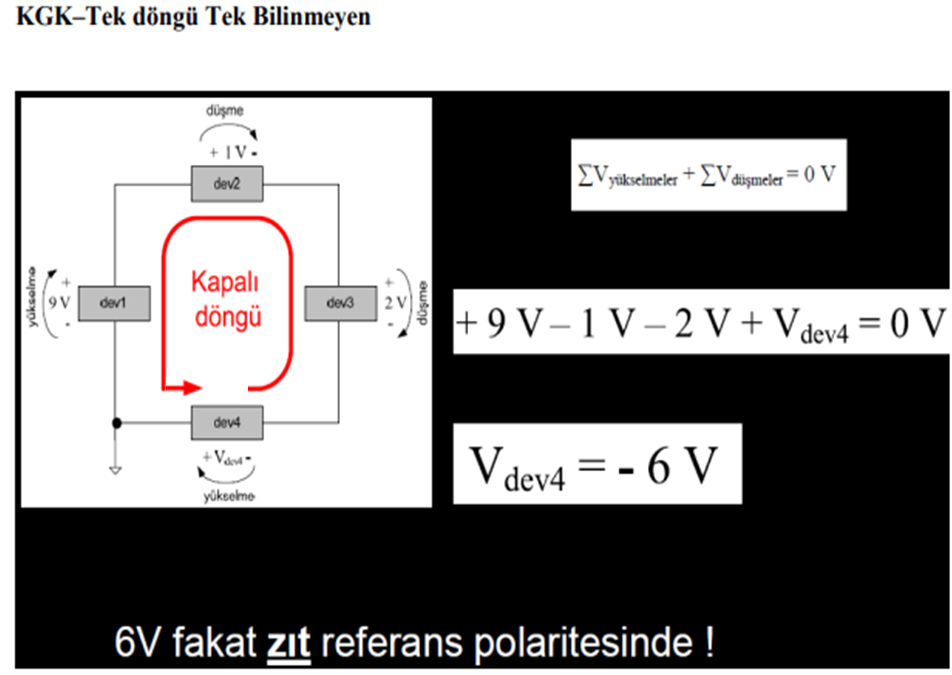 KGK–Tek döngü Tek Bilinmeyen
düşme
+ 1 V -
dev2
∑Vyükselmeler + ∑Vdüşmeler = 0 V
yükselme
+
9 V
-
dev1
Kapalı
döngü
dev3
+
2 V
-
düşme
+ 9 V – 1 V – 2 V + Vdev4 = 0 V
dev4
+ Vdev4 -
yükselme
Vdev4 = - 6 V
6V fakat zıt referans polaritesinde !